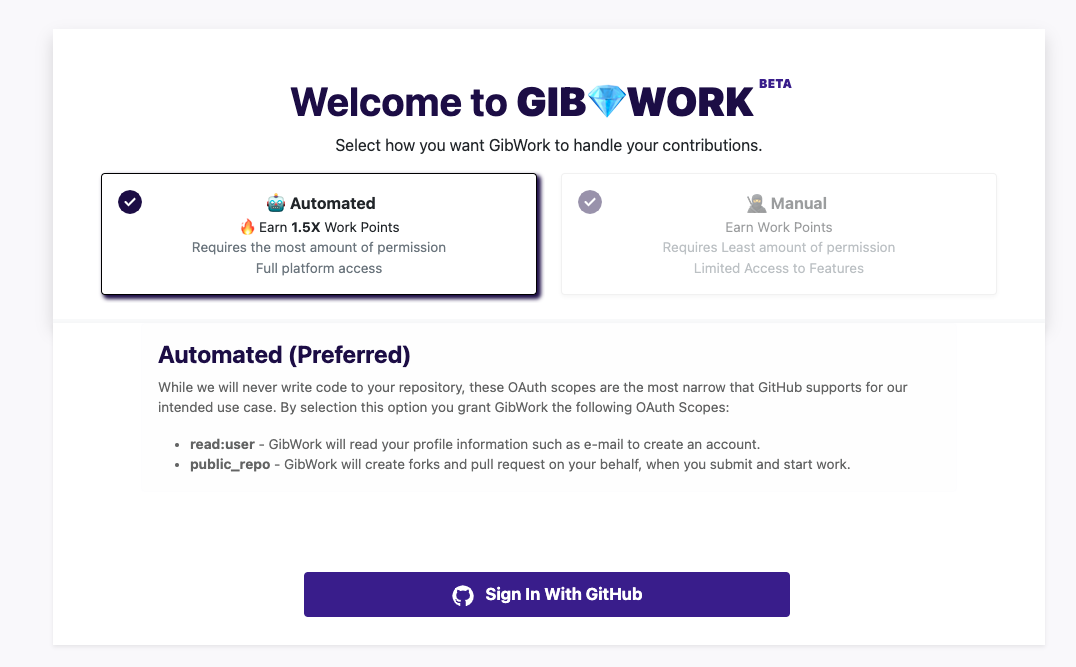 Welcome to GIB💎WORK BETA
Select how you want GibWork to handle your contributions.
🤖 Automated
🔥 Earn 1.5X Work Points
Requires the most amount of permission
Full platform access
🥷 Manual
Earn Work Points
Requires Least amount of permission
Limited Access to Features
Automated (Preferred)
While we will never write code to your repository, these OAuth scopes are the most narrow that GitHub supports for our
intended use case. By selection this option you grant GibWork the following OAuth Scopes:
• read:user - GibWork will read your profile information such as e-mail to create an account.
• public_repo - GibWork will create forks and pull request on your behalf, when you submit and start work.
Sign In With GitHub